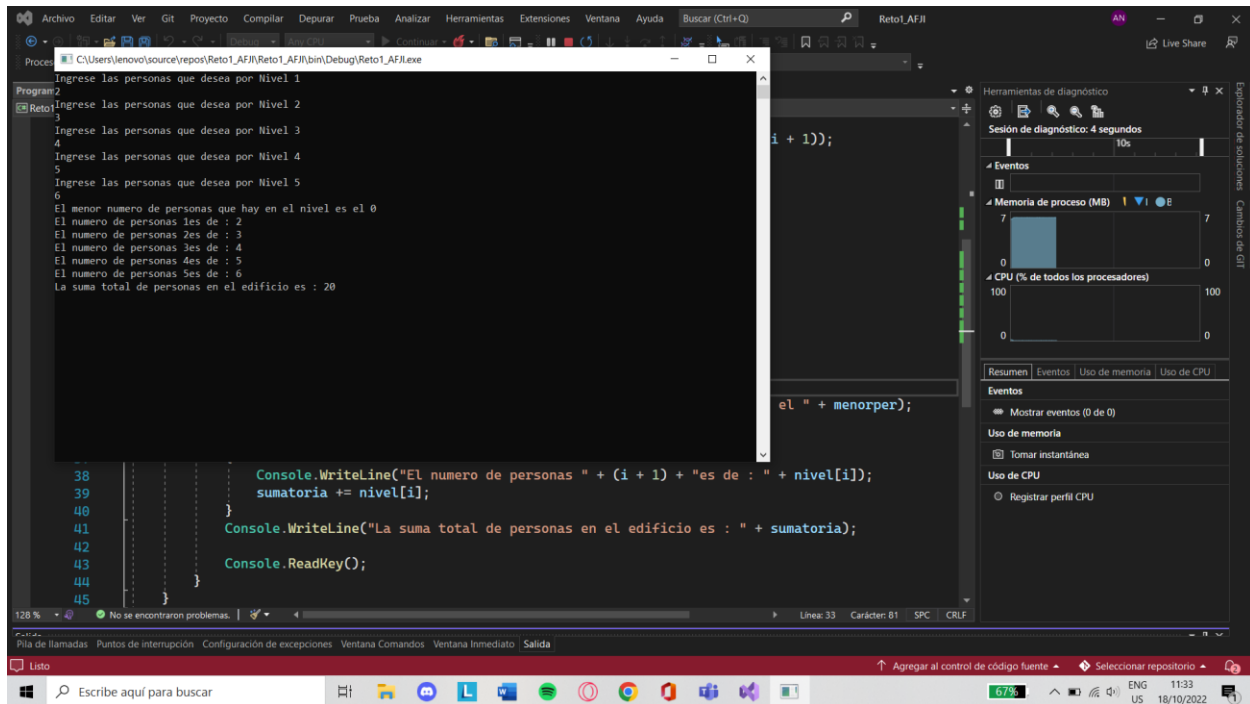 Archivo Editar Ver Git Proyecto Compilar Depurar Prueba Analizar Herramientas Extensiones Ventana Ayuda Buscar (Ctrl+Q) Reto1_AFJI AN
Debug Any CPU Continuar Live Share
Proces
C:\Users\lenovo\source\repos\Reto1_AFJI\Reto1_AFJI\bin\Debug\Reto1_AFJI.exe
Program
Reto1
Ingrese las personas que desea por Nivel 1
2
Ingrese las personas que desea por Nivel 2
3
Ingrese las personas que desea por Nivel 3
4
Ingrese las personas que desea por Nivel 4
5
Ingrese las personas que desea por Nivel 5
6
El menor numero de personas que hay en el nivel es el 0
El numero de personas 1es de : 2
El numero de personas 2es de : 3
El numero de personas 3es de : 4
El numero de personas 4es de : 5
El numero de personas 5es de : 6
La suma total de personas en el edificio es : 20
i + 1));
el " + menorper);
38 Console.WriteLine("El numero de personas " + (i + 1) + "es de : " + nivel[i]);
39 sumatoria += nivel[i];
40 }
41 Console.WriteLine("La suma total de personas en el edificio es : " + sumatoria);
42
43 Console.ReadKey();
44 }
45 }
128 % No se encontraron problemas. Línea: 33 Carácter: 81 SPC CRLF
Herramientas de diagnóstico
Sesión de diagnóstico: 4 segundos
10s
Eventos
Memoria de proceso (MB)
7 7
0 0
CPU (% de todos los procesadores)
100 100
0 0
Resumen Eventos Uso de memoria Uso de CPU
Eventos
Mostrar eventos (0 de 0)
Uso de memoria
Tomar instantánea
Uso de CPU
Registrar perfil CPU
Explorador de soluciones
Cambios de GIT
Pila de llamadas Puntos de interrupción Configuración de excepciones Ventana Comandos Ventana Inmediato Salida
Listo Agregar al control de código fuente Seleccionar repositorio
Escribe aquí para buscar
67% ENG 11:33
US 18/10/2022